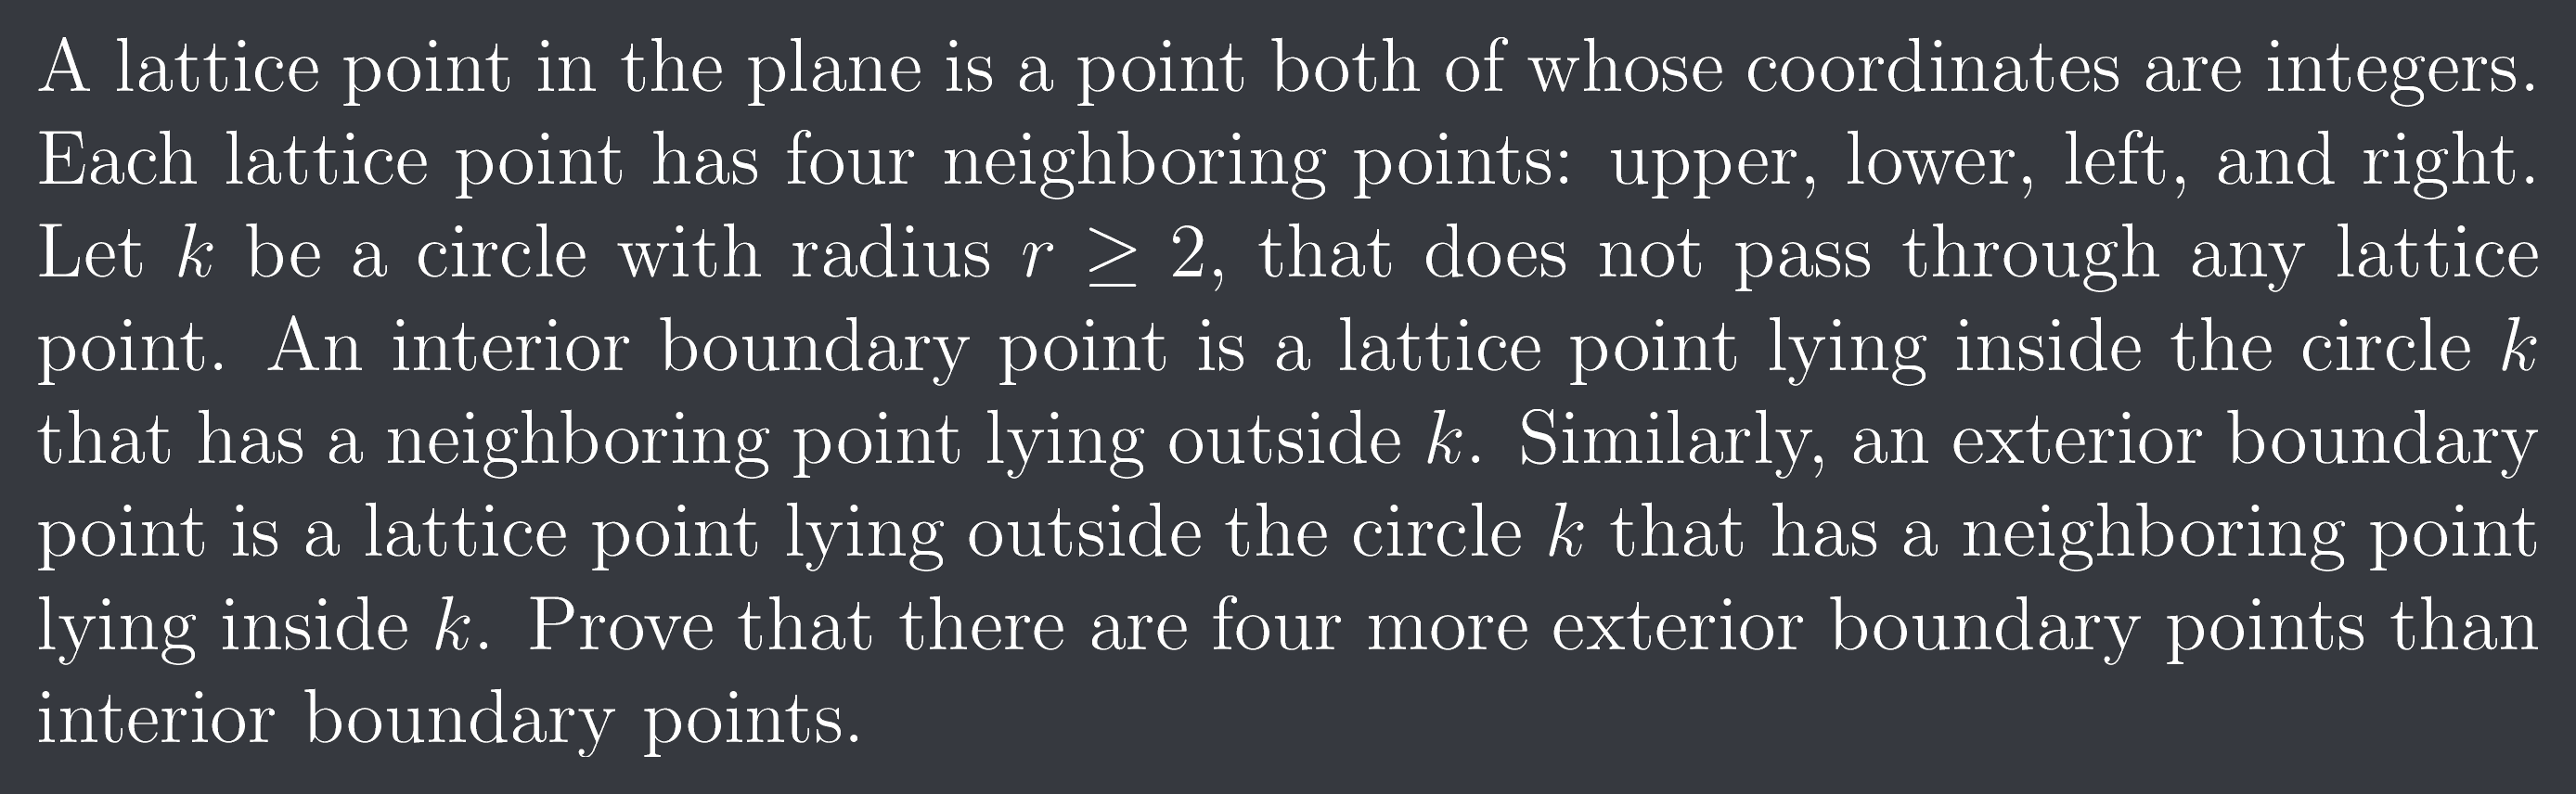 A lattice point in the plane is a point both of whose coordinates are integers.
Each lattice point has four neighboring points: upper, lower, left, and right.
Let k be a circle with radius r ≥ 2, that does not pass through any lattice
point. An interior boundary point is a lattice point lying inside the circle k
that has a neighboring point lying outside k. Similarly, an exterior boundary
point is a lattice point lying outside the circle k that has a neighboring point
lying inside k. Prove that there are four more exterior boundary points than
interior boundary points.